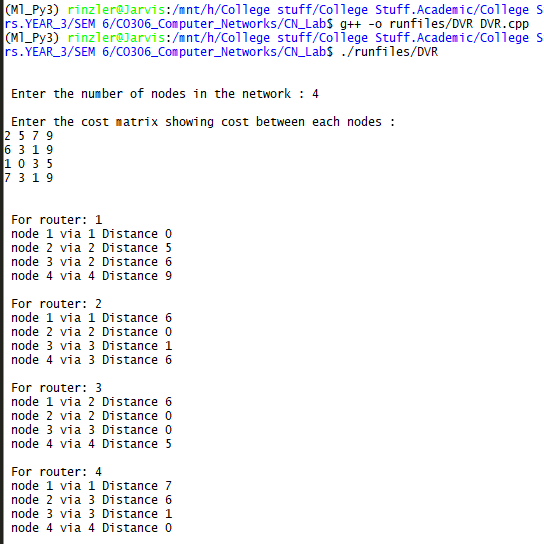 (Ml_Py3) rinzler@Jarvis:/mnt/h/College stuff/College Stuff.Academic/College S
rs.YEAR_3/SEM 6/CO306_Computer_Networks/CN_Lab$ g++ -o runfiles/DVR DVR.cpp
(Ml_Py3) rinzler@Jarvis:/mnt/h/College stuff/College Stuff.Academic/College S
rs.YEAR_3/SEM 6/CO306_Computer_Networks/CN_Lab$ ./runfiles/DVR
Enter the number of nodes in the network : 4
Enter the cost matrix showing cost between each nodes :
2 5 7 9
6 3 1 9
1 0 3 5
7 3 1 9
For router: 1
node 1 via 1 Distance 0
node 2 via 2 Distance 5
node 3 via 2 Distance 6
node 4 via 4 Distance 9
For router: 2
node 1 via 1 Distance 6
node 2 via 2 Distance 0
node 3 via 3 Distance 1
node 4 via 3 Distance 6
For router: 3
node 1 via 2 Distance 6
node 2 via 2 Distance 0
node 3 via 3 Distance 0
node 4 via 4 Distance 5
For router: 4
node 1 via 1 Distance 7
node 2 via 3 Distance 6
node 3 via 3 Distance 1
node 4 via 4 Distance 0